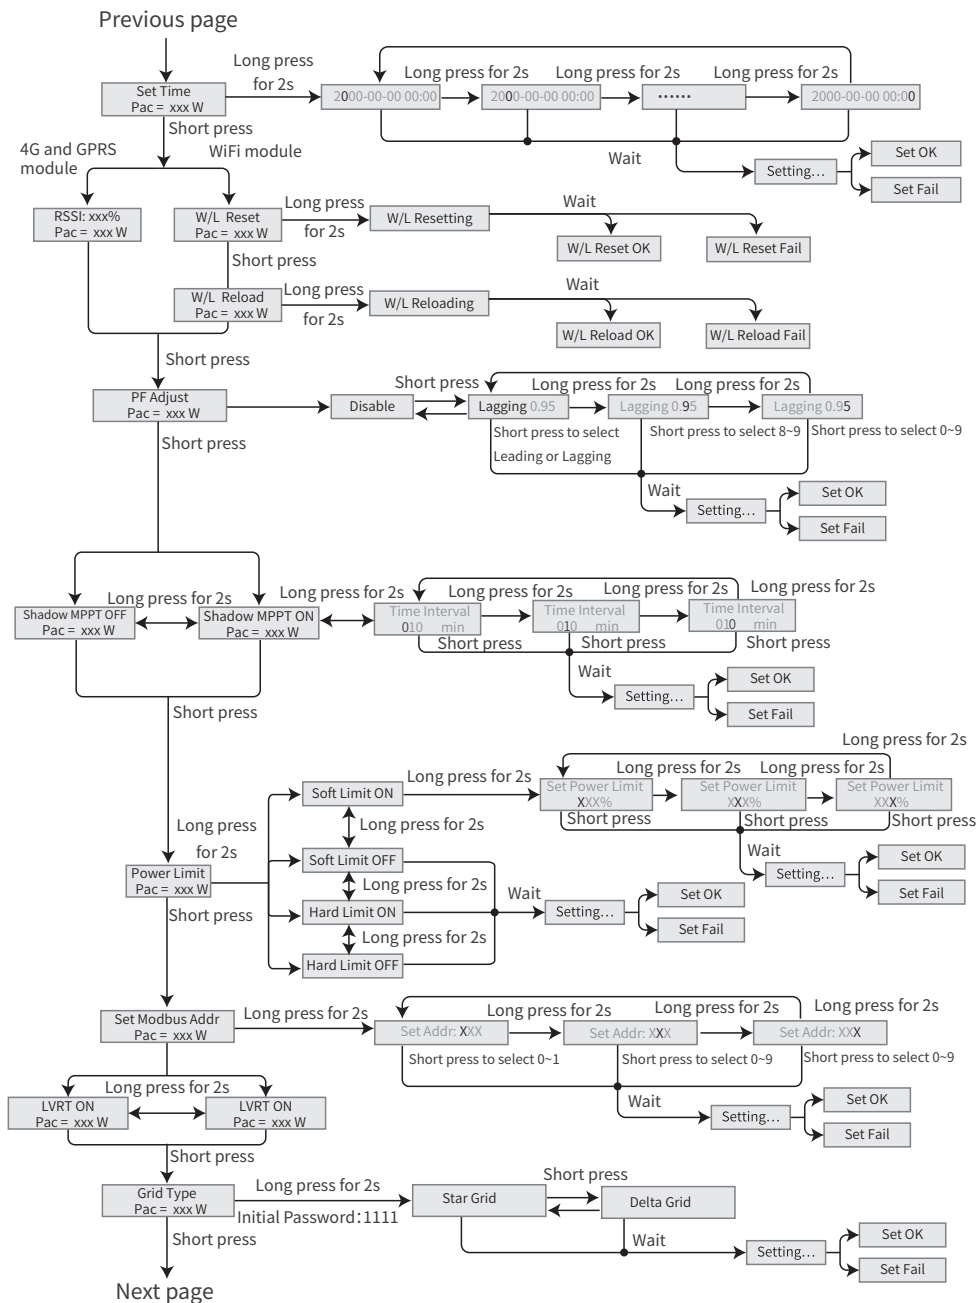 Previous page
Long press
for 2s
Set Time
Pac = xxx W
2000-00-00 00:00
Long press for 2s
2000-00-00 00:00
Long press for 2s
······
Long press for 2s
2000-00-00 00:00
Short press
Wait
Setting...
Set OK
Set Fail
4G and GPRS
module
WiFi module
RSSI: xxx%
Pac = xxx W
W/L Reset
Pac = xxx W
Long press
for 2s
W/L Resetting
Wait
W/L Reset OK
W/L Reset Fail
Short press
W/L Reload
Pac = xxx W
Long press
for 2s
W/L Reloading
Wait
W/L Reload OK
W/L Reload Fail
Short press
PF Adjust
Pac = xxx W
Disable
Short press
Lagging 0.95
Long press for 2s
Lagging 0.95
Long press for 2s
Lagging 0.95
Short press
Short press to select
Leading or Lagging
Short press to select 8~9
Short press to select 0~9
Wait
Setting...
Set OK
Set Fail
Shadow MPPT OFF
Pac = xxx W
Long press for 2s
Shadow MPPT ON
Pac = xxx W
Long press for 2s
Time Interval
010 min
Long press for 2s
Time Interval
010 min
Long press for 2s
Time Interval
010 min
Long press for 2s
Short press
Short press
Short press
Wait
Setting...
Set OK
Set Fail
Short press
Long press
for 2s
Power Limit
Pac = xxx W
Soft Limit ON
Long press for 2s
Soft Limit OFF
Long press for 2s
Hard Limit ON
Long press for 2s
Hard Limit OFF
Long press for 2s
Set Power Limit
XXX%
Long press for 2s
Set Power Limit
XXX%
Long press for 2s
Set Power Limit
XXX%
Long press for 2s
Short press
Short press
Short press
Wait
Setting...
Set OK
Set Fail
Wait
Setting...
Set OK
Set Fail
Short press
Set Modbus Addr
Pac = xxx W
Long press for 2s
Set Addr: XXX
Long press for 2s
Set Addr: XXX
Long press for 2s
Set Addr: XXX
Long press for 2s
Short press to select 0~1
Short press to select 0~9
Short press to select 0~9
Wait
Setting...
Set OK
Set Fail
LVRT ON
Pac = xxx W
Long press for 2s
LVRT ON
Pac = xxx W
Short press
Grid Type
Pac = xxx W
Long press for 2s
Initial Password:1111
Star Grid
Short press
Delta Grid
Wait
Setting...
Set OK
Set Fail
Short press
Next page